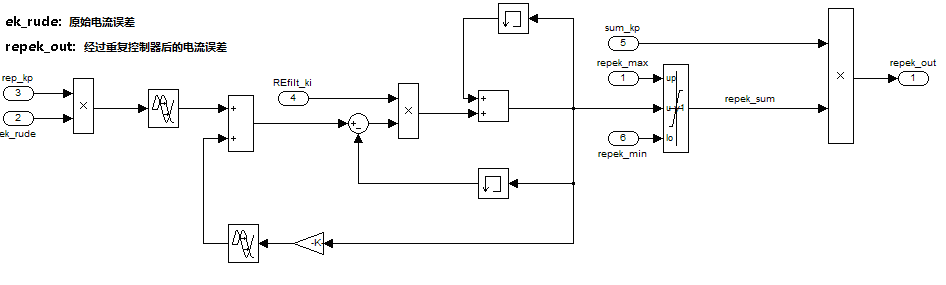 ek_rude: 原始电流误差
repek_out: 经过重复控制器后的电流误差
sum_kp
5
repek_max
1
up
repek_out
1
rep_kp
3
REfilt_ki
4
2
ek_rude
repek_sum
lo
6
repek_min
-K-